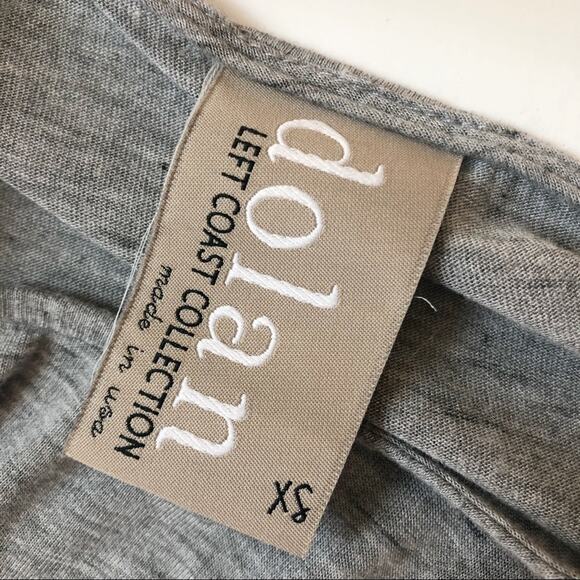 dolan
LEFT COAST COLLECTION
made in usa
XS